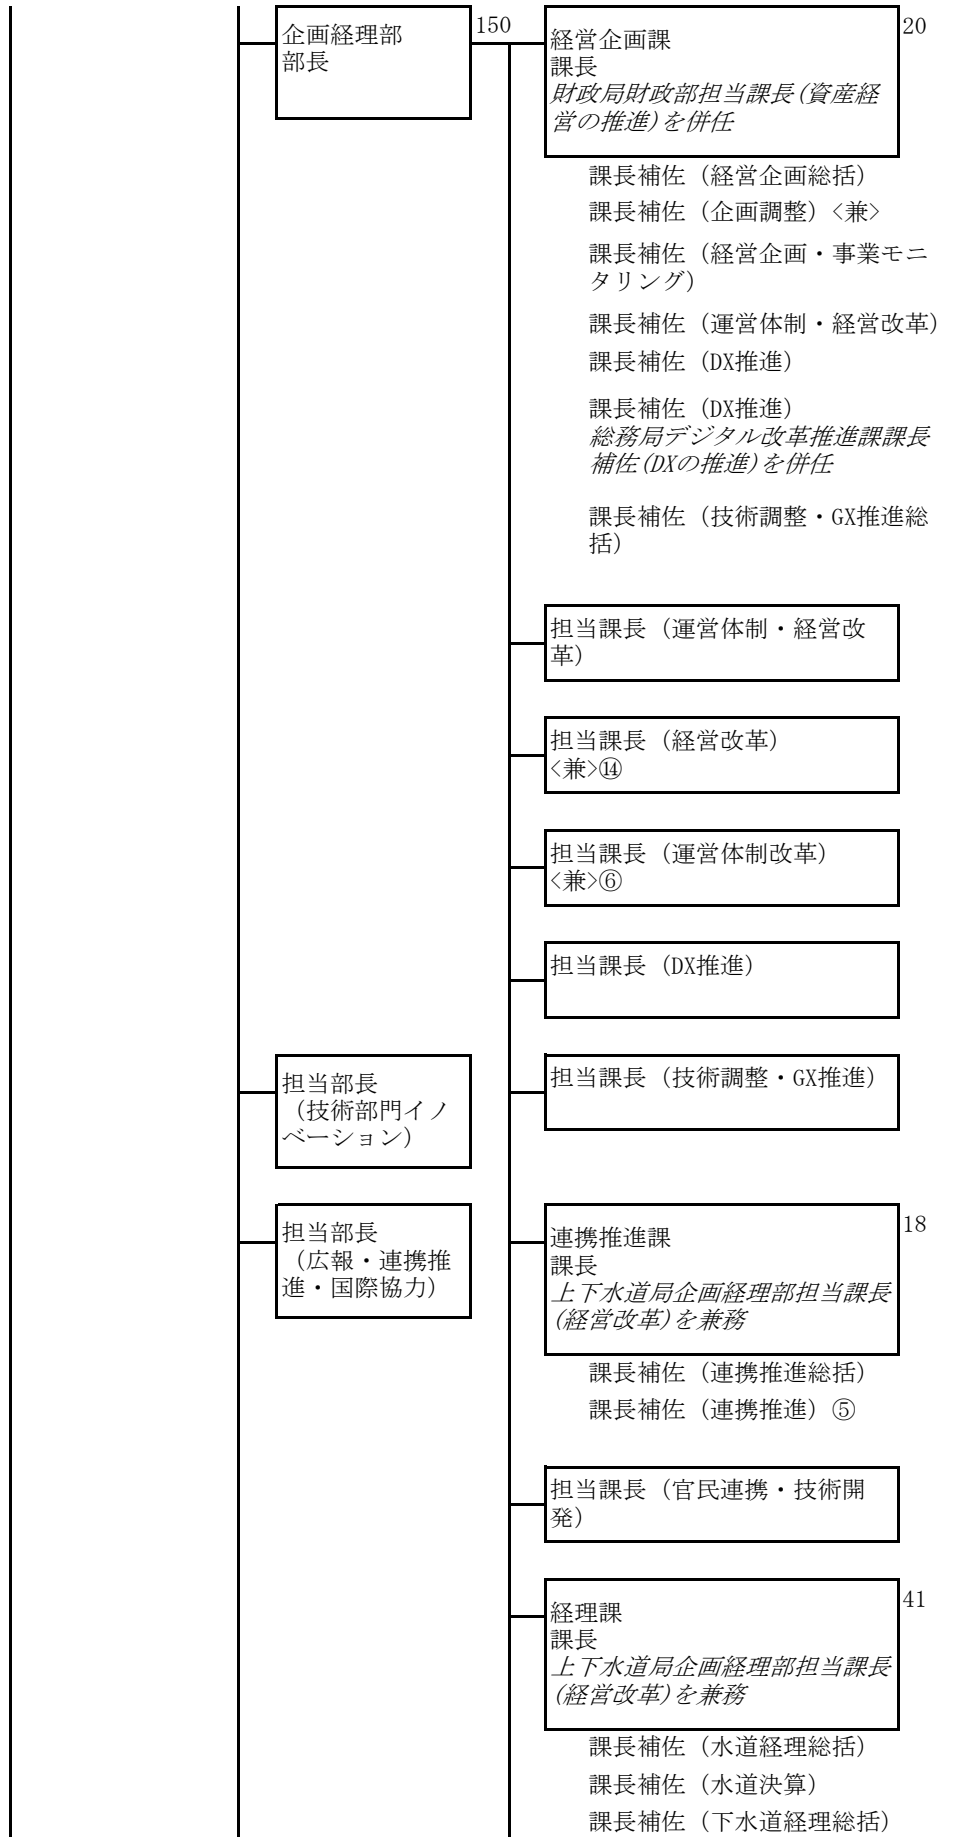 企画経理部
部長
150
経営企画課
課長
財政局財政部担当課長(資産経
営の推進)を併任
20
課長補佐（経営企画総括）
課長補佐（企画調整）<兼>
課長補佐（経営企画・事業モニ
タリング）
課長補佐（運営体制・経営改革）
課長補佐（DX推進）
課長補佐（DX推進）
総務局デジタル改革推進課課長
補佐(DXの推進)を併任
課長補佐（技術調整・GX推進総
括）
担当課長（運営体制・経営改
革）
担当課長（経営改革）
<兼>⑭
担当課長（運営体制改革）
<兼>⑥
担当課長（DX推進）
担当部長
（技術部門イノ
ベーション）
担当課長（技術調整・GX推進）
担当部長
（広報・連携推
進・国際協力）
連携推進課
課長
上下水道局企画経理部担当課長
(経営改革)を兼務
18
課長補佐（連携推進総括）
課長補佐（連携推進）⑤
担当課長（官民連携・技術開
発）
経理課
課長
上下水道局企画経理部担当課長
(経営改革)を兼務
41
課長補佐（水道経理総括）
課長補佐（水道決算）
課長補佐（下水道経理総括）